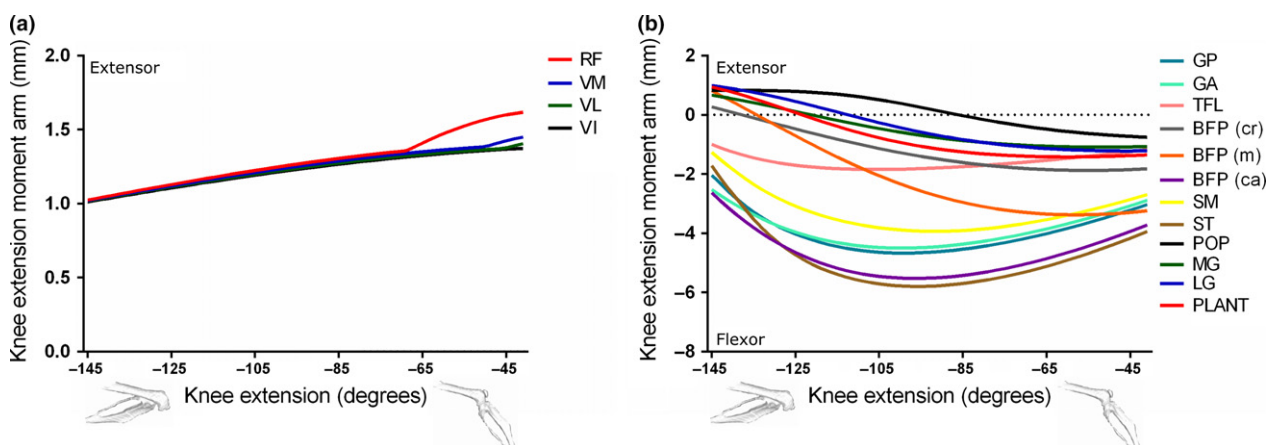 (a)
Knee extension moment arm (mm)
2.0
1.5
1.0
0.5
0.0
Extensor
RF
VM
VL
VI
−145
−125
−105
−85
−65
−45
Knee extension (degrees)
(b)
Knee extension moment arm (mm)
2
0
−2
−4
−6
−8
Extensor
Flexor
GP
GA
TFL
BFP (cr)
BFP (m)
BFP (ca)
SM
ST
POP
MG
LG
PLANT
−145
−125
−105
−85
−65
−45
Knee extension (degrees)